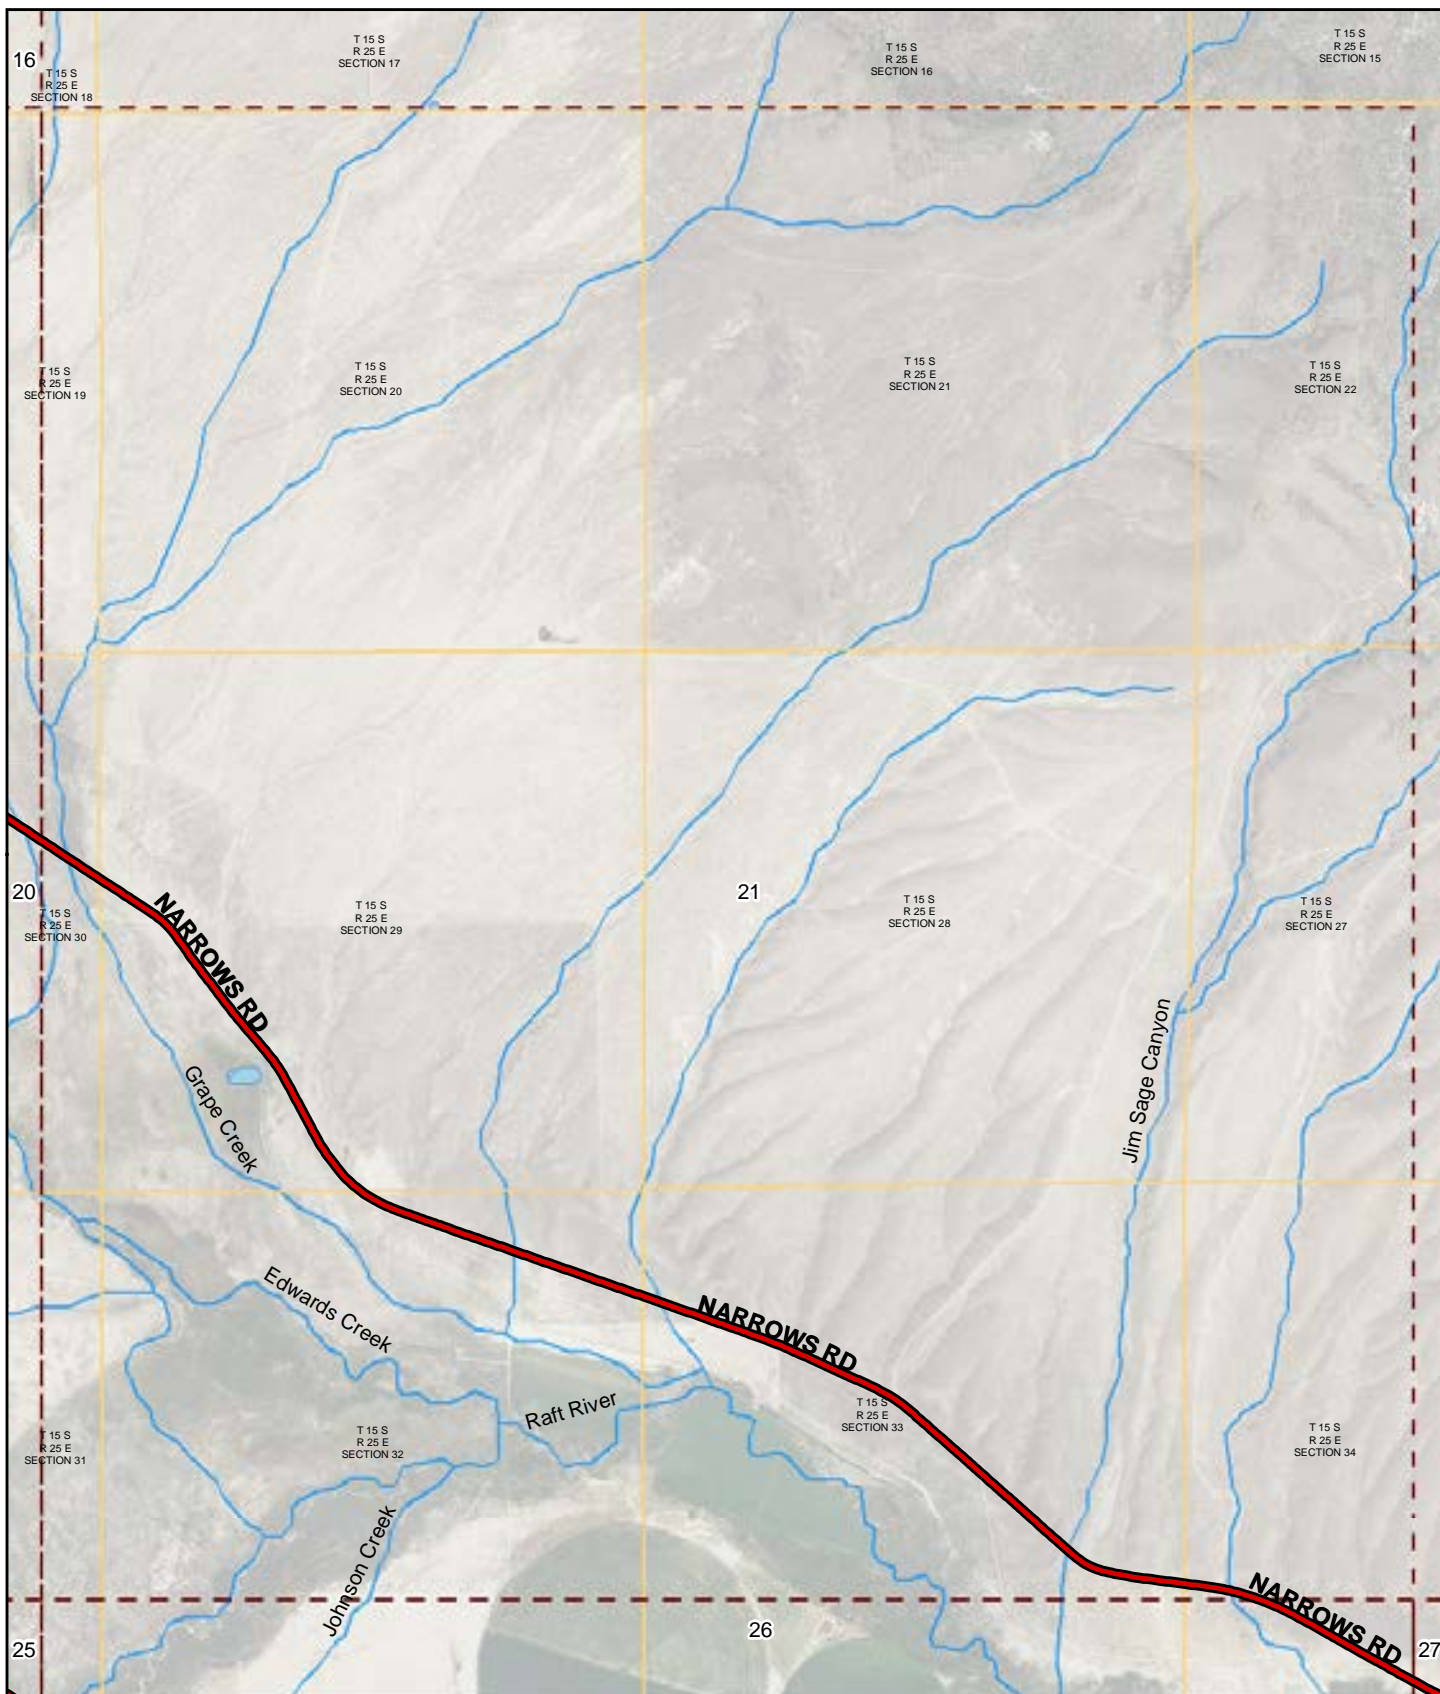 16
T 15 S
R 25 E
SECTION 18
T 15 S
R 25 E
SECTION 17
T 15 S
R 25 E
SECTION 16
T 15 S
R 25 E
SECTION 15
T 15 S
R 25 E
SECTION 19
T 15 S
R 25 E
SECTION 20
T 15 S
R 25 E
SECTION 21
T 15 S
R 25 E
SECTION 22
20
T 15 S
R 25 E
SECTION 30
NARROWS RD
T 15 S
R 25 E
SECTION 29
21
T 15 S
R 25 E
SECTION 28
T 15 S
R 25 E
SECTION 27
Jim Sage Canyon
Grape Creek
Edwards Creek
NARROWS RD
Raft River
T 15 S
R 25 E
SECTION 31
T 15 S
R 25 E
SECTION 32
T 15 S
R 25 E
SECTION 33
T 15 S
R 25 E
SECTION 34
Johnson Creek
NARROWS RD
25
26
27